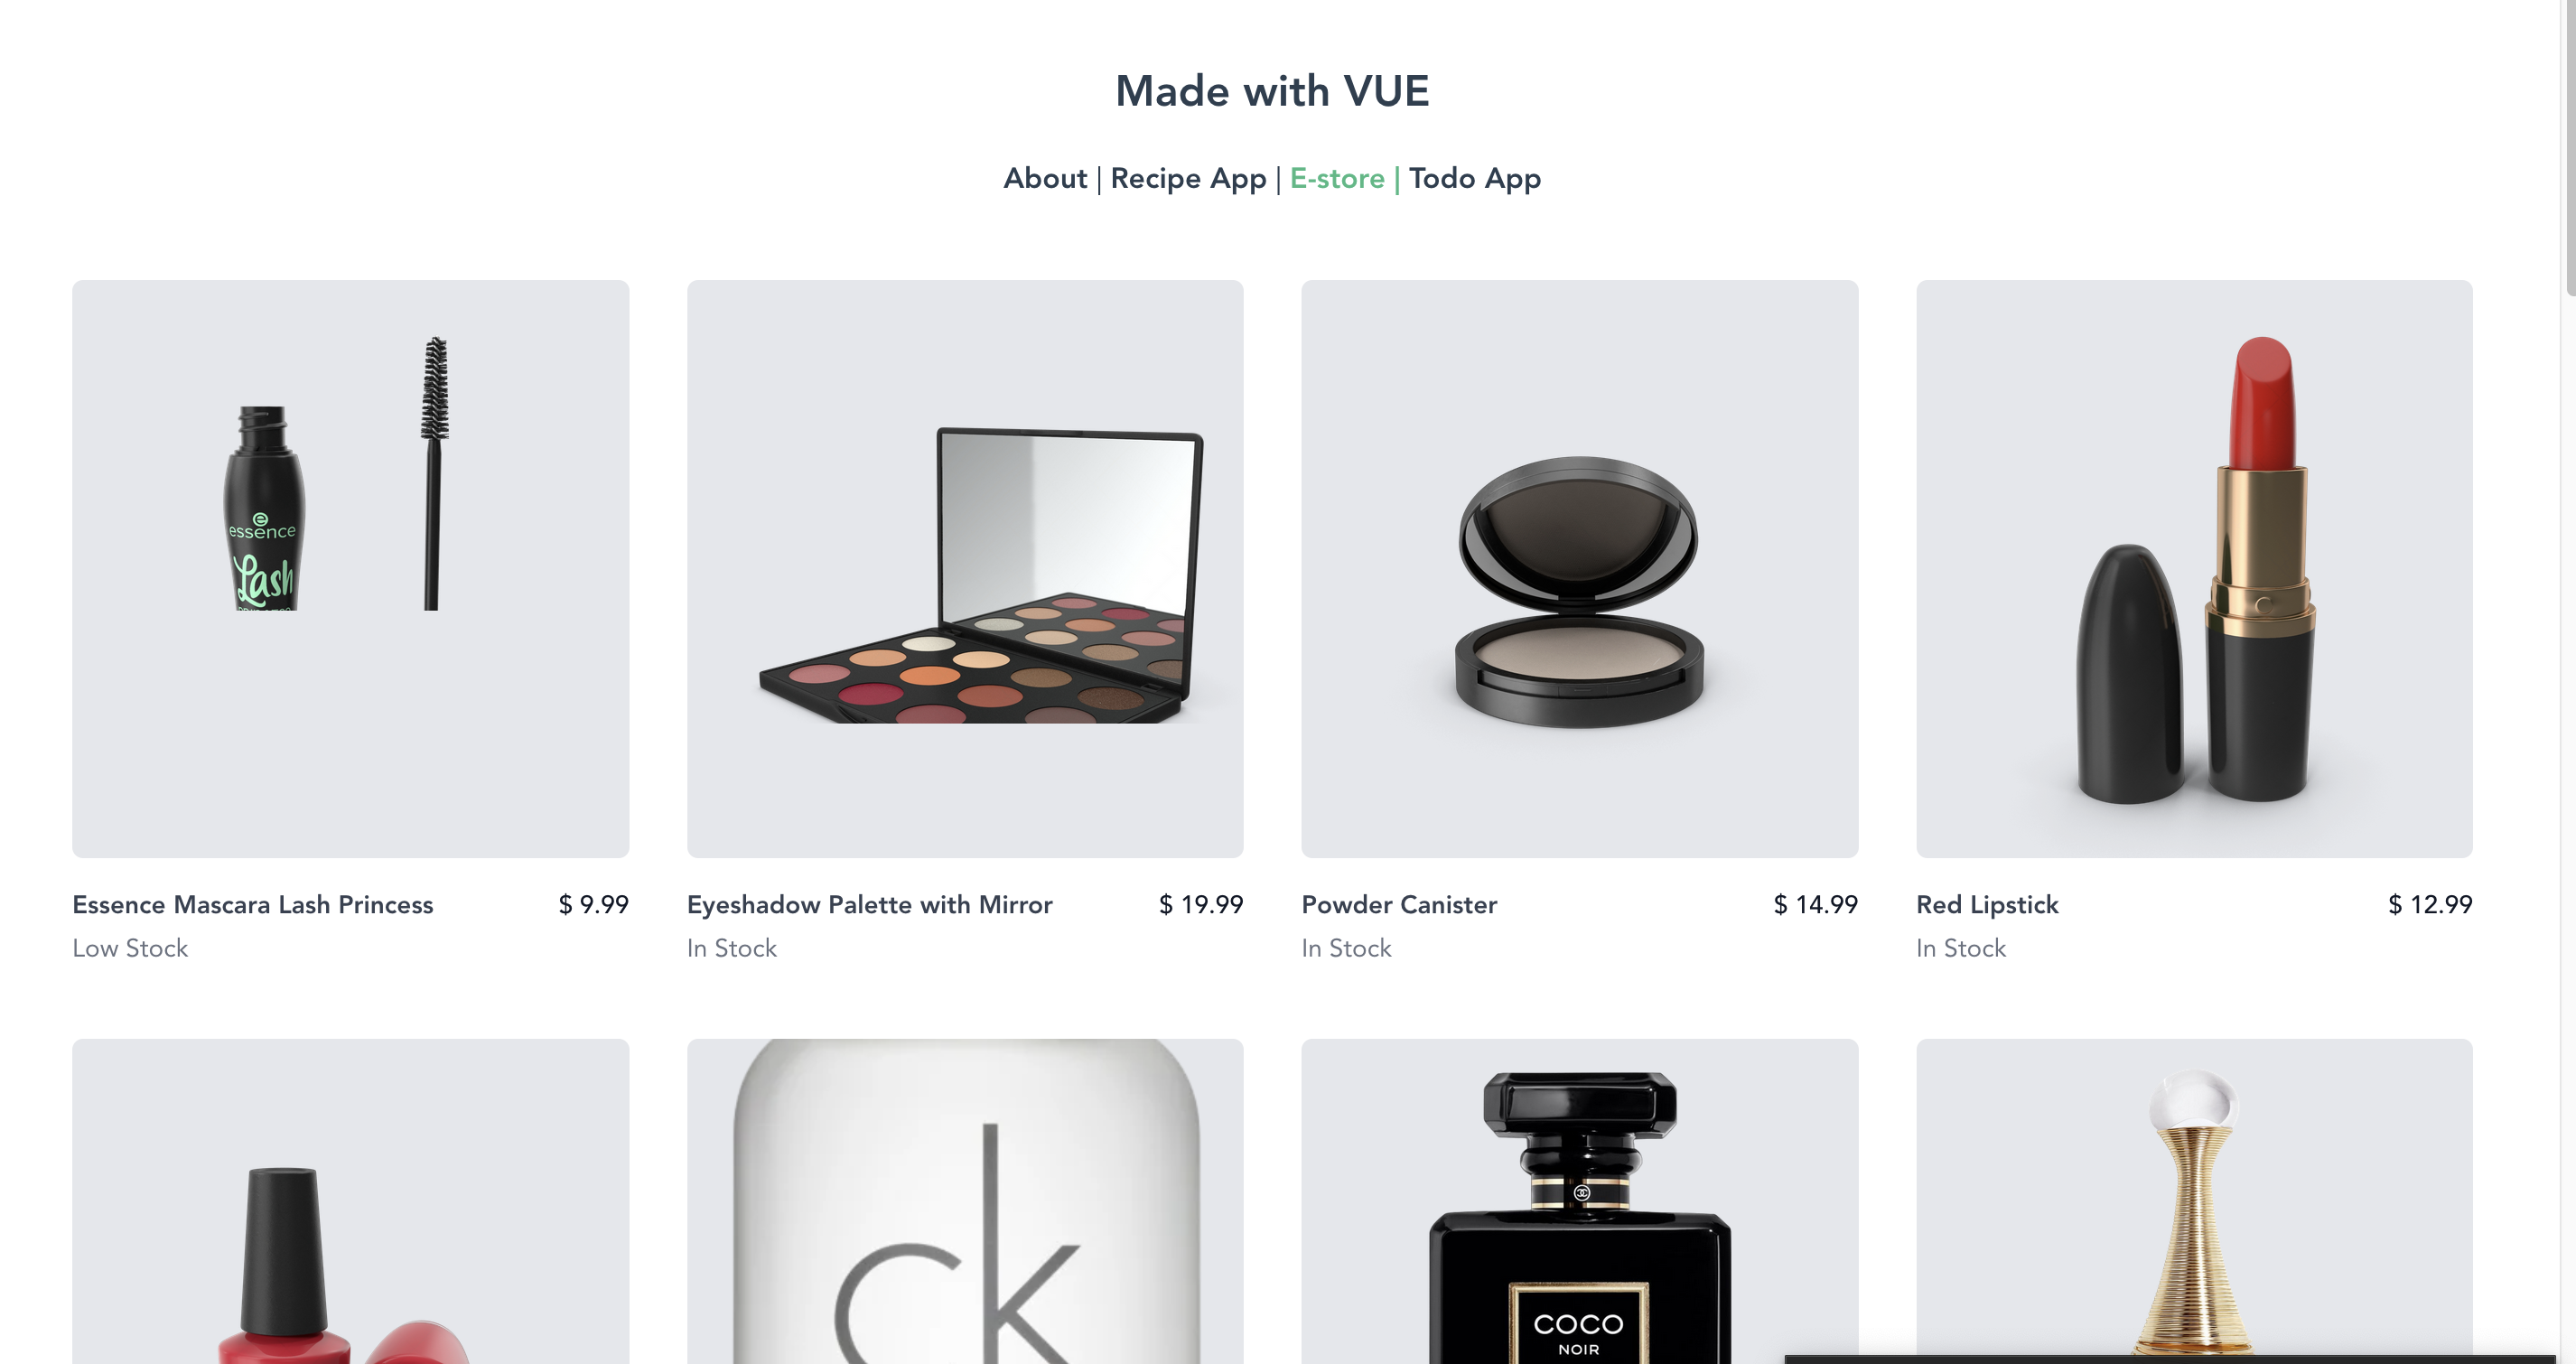 Made with VUE
About | Recipe App | E-store | Todo App
essence
Lash
Essence Mascara Lash Princess $ 9.99
Low Stock
Eyeshadow Palette with Mirror $ 19.99
In Stock
Powder Canister $ 14.99
In Stock
Red Lipstick $ 12.99
In Stock
ck
COCO
NOIR